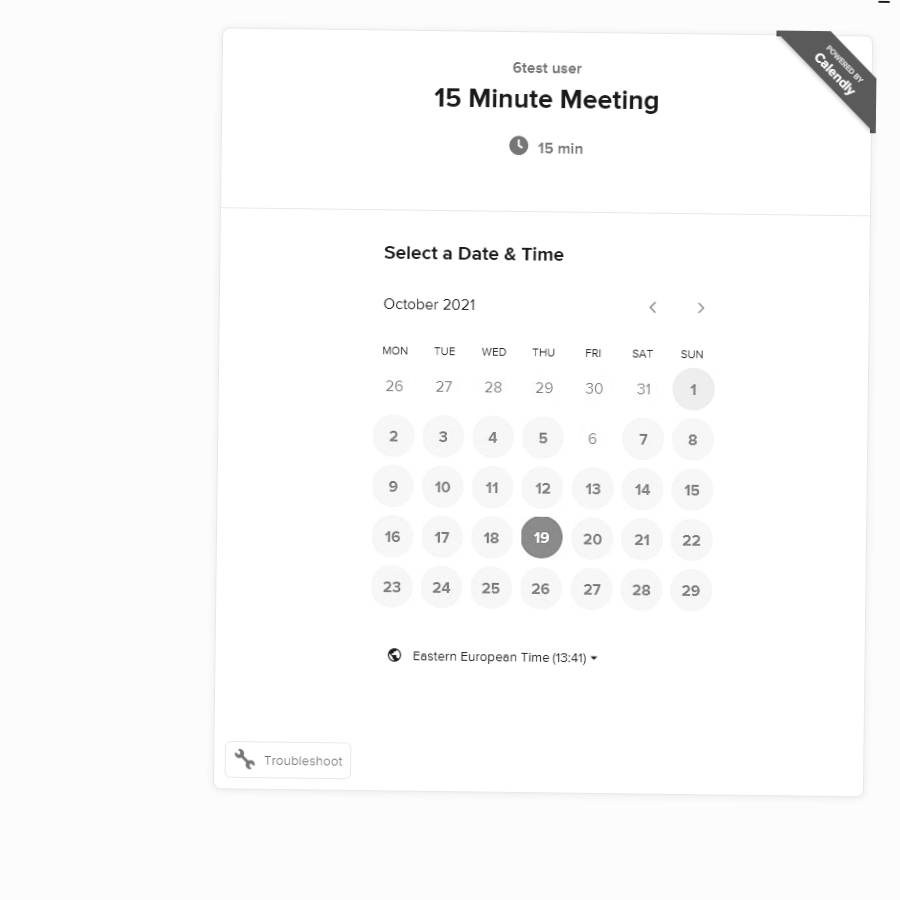 POWERED BY
Calendly
6test user
15 Minute Meeting
15 min
Select a Date & Time
October 2021
MON TUE WED THU FRI SAT SUN
26 27 28 29 30 31 1
2 3 4 5 6 7 8
9 10 11 12 13 14 15
16 17 18 19 20 21 22
23 24 25 26 27 28 29
Eastern European Time (13:41)
Troubleshoot